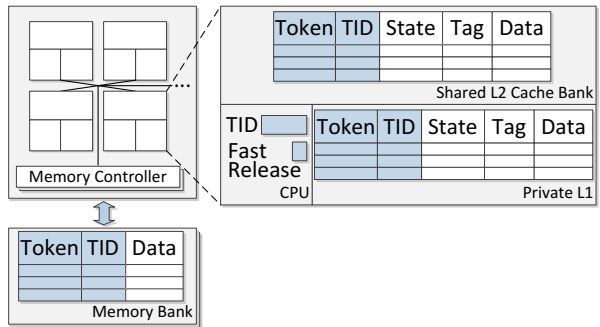 Token TID State Tag Data
Shared L2 Cache Bank
...
TID
Fast
Release
CPU
Token TID State Tag Data
Private L1
Memory Controller
Token TID Data
Memory Bank